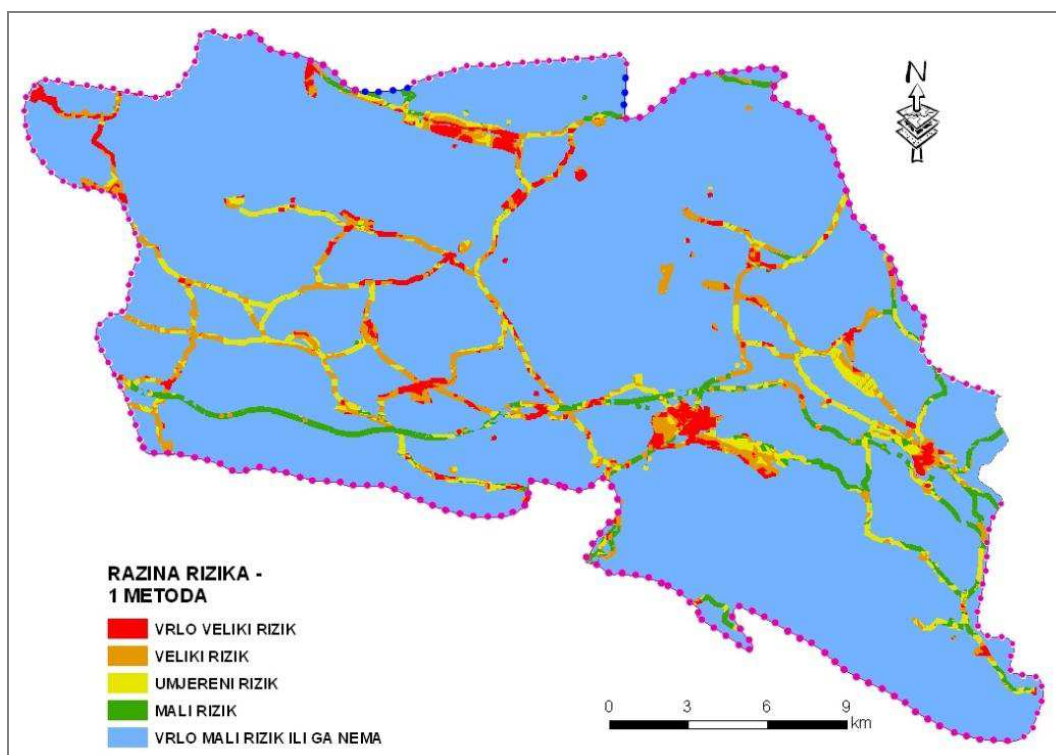 N
RAZINA RIZIKA -
1 METODA
VRLO VELIKI RIZIK
VELIKI RIZIK
UMJERENI RIZIK
MALI RIZIK
VRLO MALI RIZIK ILI GA NEMA
0 3 6 9
km